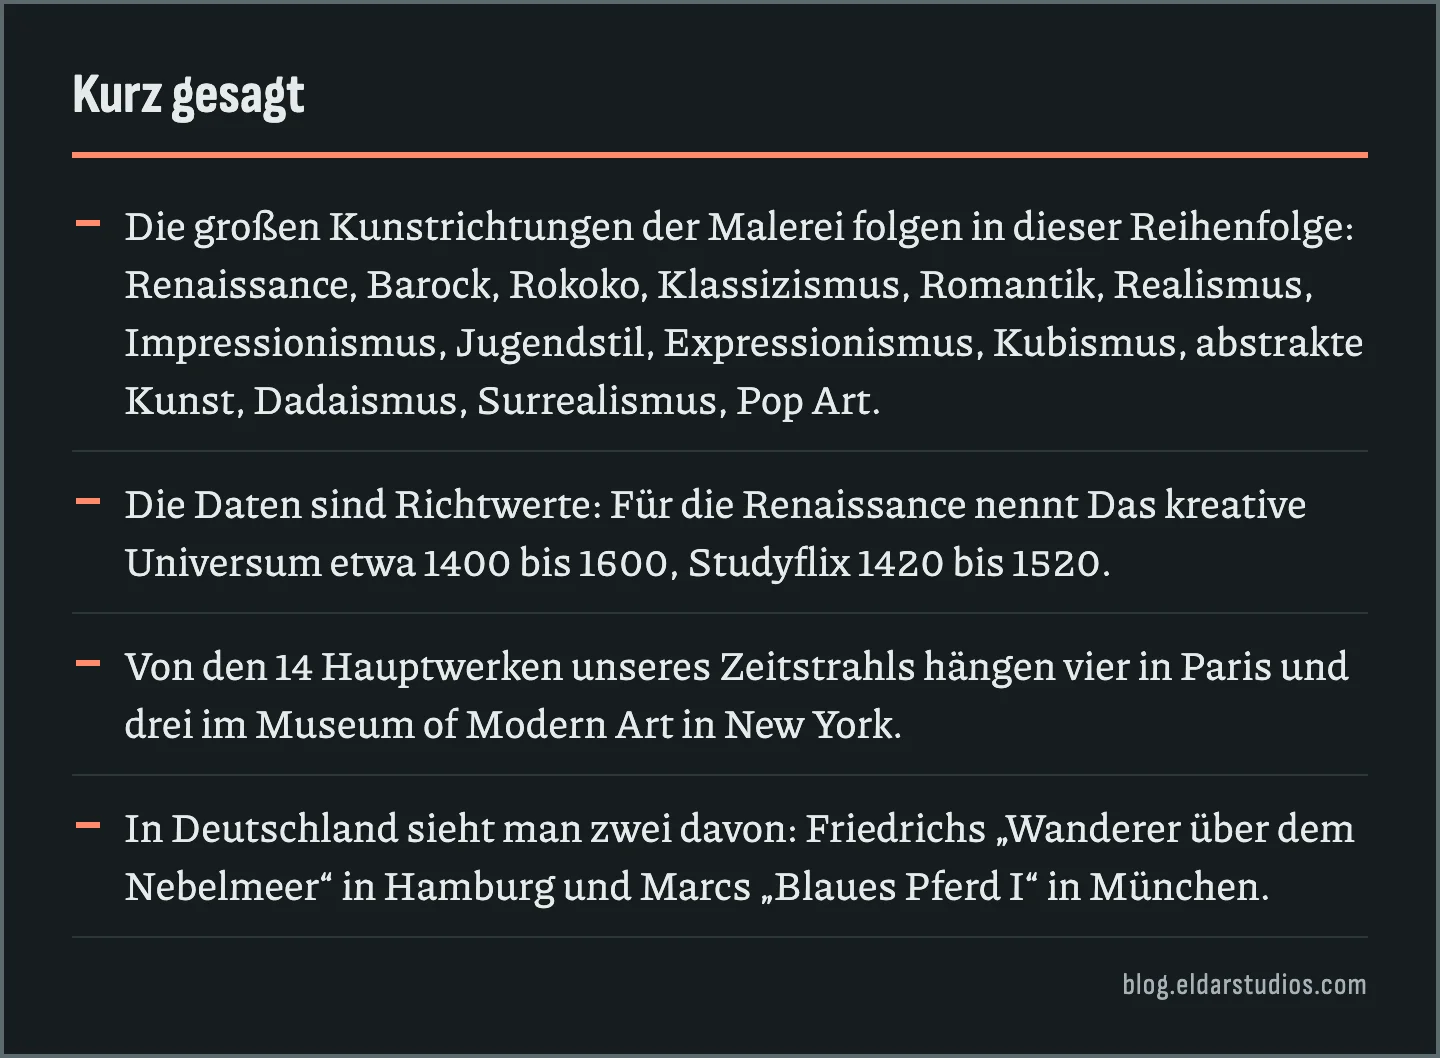 Kurz gesagt
Die großen Kunstrichtungen der Malerei folgen in dieser Reihenfolge:
Renaissance, Barock, Rokoko, Klassizismus, Romantik, Realismus,
Impressionismus, Jugendstil, Expressionismus, Kubismus, abstrakte
Kunst, Dadaismus, Surrealismus, Pop Art.
Die Daten sind Richtwerte: Für die Renaissance nennt Das kreative
Universum etwa 1400 bis 1600, Studyflix 1420 bis 1520.
Von den 14 Hauptwerken unseres Zeitstrahls hängen vier in Paris und
drei im Museum of Modern Art in New York.
In Deutschland sieht man zwei davon: Friedrichs „Wanderer über dem
Nebelmeer“ in Hamburg und Marcs „Blaues Pferd I“ in München.
blog.eldarstudios.com